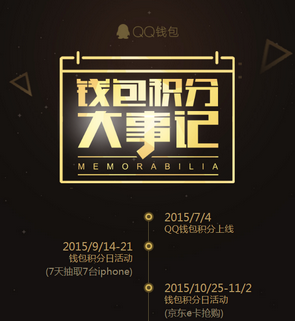 QQ钱包
钱包积分
大事记
MEMORABILIA
2015/7/4
QQ钱包积分上线
2015/9/14-21
钱包积分日活动
(7天抽取7台iphone)
2015/10/25-11/2
钱包积分日活动
(京东e卡抢购)